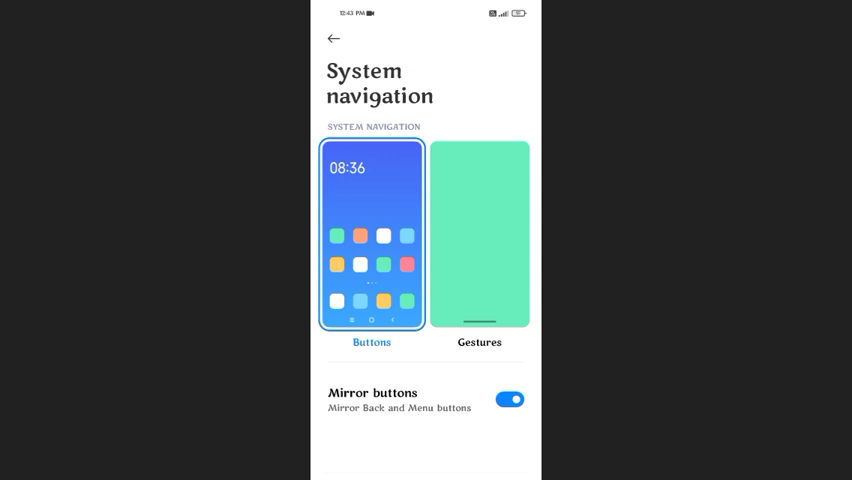 12:43 PM
System
navigation
SYSTEM NAVIGATION
08:36
Buttons
Gestures
Mirror buttons
Mirror Back and Menu buttons